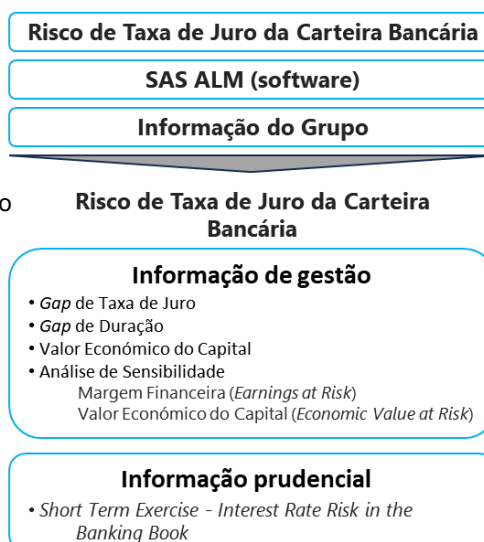 Risco de Taxa de Juro da Carteira Bancária
SAS ALM (software)
Informação do Grupo
o
Risco de Taxa de Juro da Carteira
Bancária
Informação de gestão
• Gap de Taxa de Juro
• Gap de Duração
• Valor Económico do Capital
• Análise de Sensibilidade
Margem Financeira (Earnings at Risk)
Valor Económico do Capital (Economic Value at Risk)
Informação prudencial
• Short Term Exercise - Interest Rate Risk in the
Banking Book